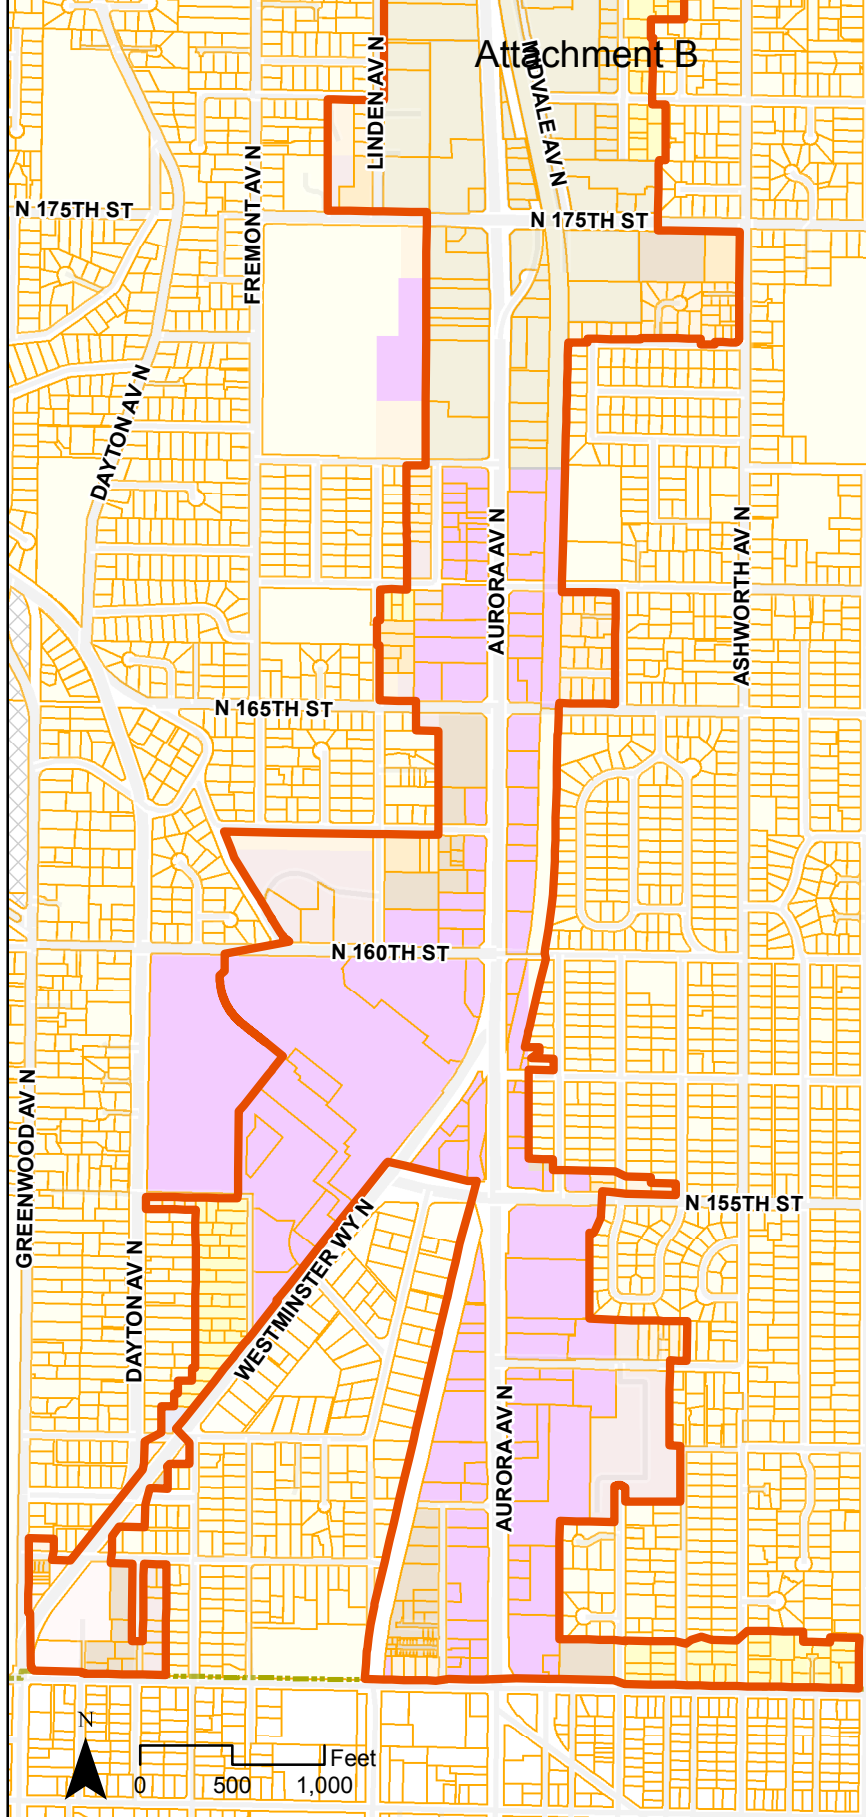 Attachment B
LINDEN AV N
MIDVALE AV N
FREMONT AV N
N 175TH ST
N 175TH ST
DAYTON AV N
AURORA AV N
ASHWORTH AV N
N 165TH ST
N 160TH ST
GREENWOOD AV N
N 155TH ST
DAYTON AV N
WESTMINSTER WY N
AURORA AV N
N
Feet
0 500 1,000